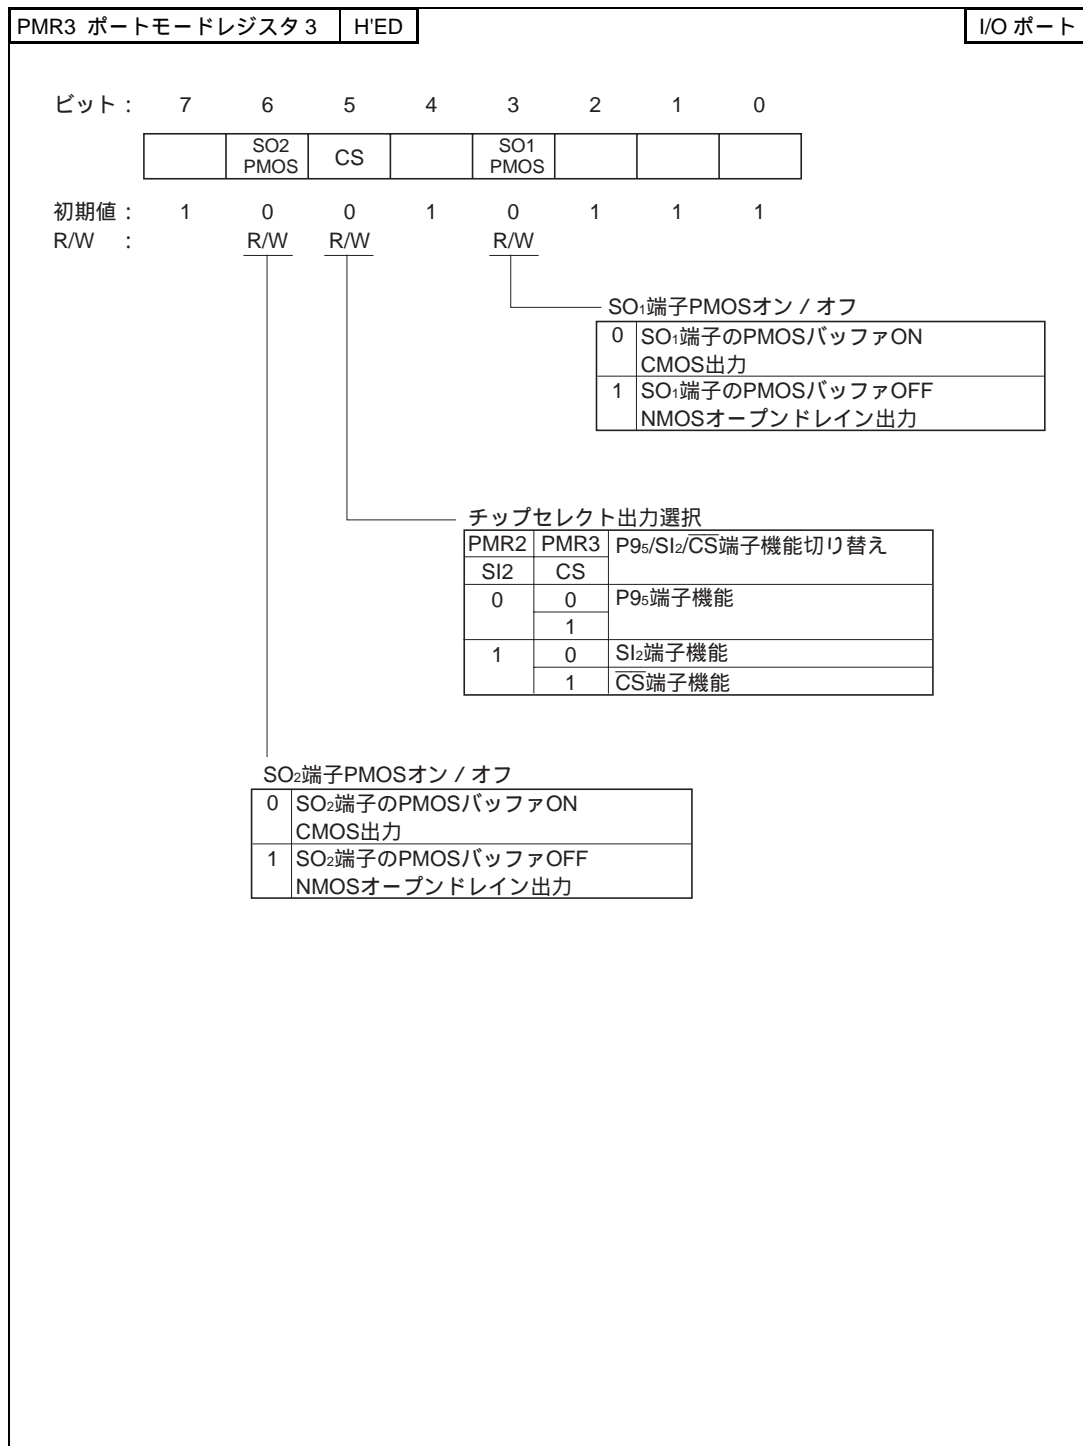 PMR3 ポートモードレジスタ3 H'ED I/O ポート
ビット： 7 6 5 4 3 2 1 0
SO2 PMOS CS SO1 PMOS
初期値： 1 0 0 1 0 1 1 1
R/W ： R/W R/W R/W
SO₁端子PMOSオン / オフ
0 SO₁端子のPMOSバッファON
CMOS出力
1 SO₁端子のPMOSバッファOFF
NMOSオープンドレイン出力
チップセレクト出力選択
PMR2 PMR3 P9₅/SI₂/C̅S̅端子機能切り替え
SI2 CS
0 0 P9₅端子機能
1
1 0 SI₂端子機能
1 C̅S̅端子機能
SO₂端子PMOSオン / オフ
0 SO₂端子のPMOSバッファON
CMOS出力
1 SO₂端子のPMOSバッファOFF
NMOSオープンドレイン出力